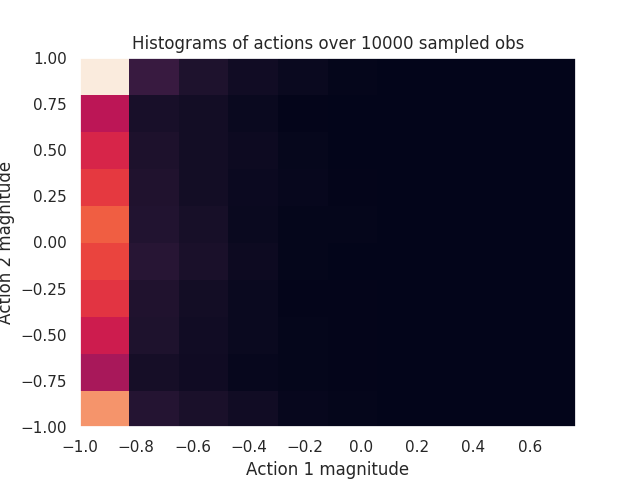 Histograms of actions over 10000 sampled obs
Action 2 magnitude
1.00
0.75
0.50
0.25
0.00
−0.25
−0.50
−0.75
−1.00
−1.0 −0.8 −0.6 −0.4 −0.2 0.0 0.2 0.4 0.6
Action 1 magnitude